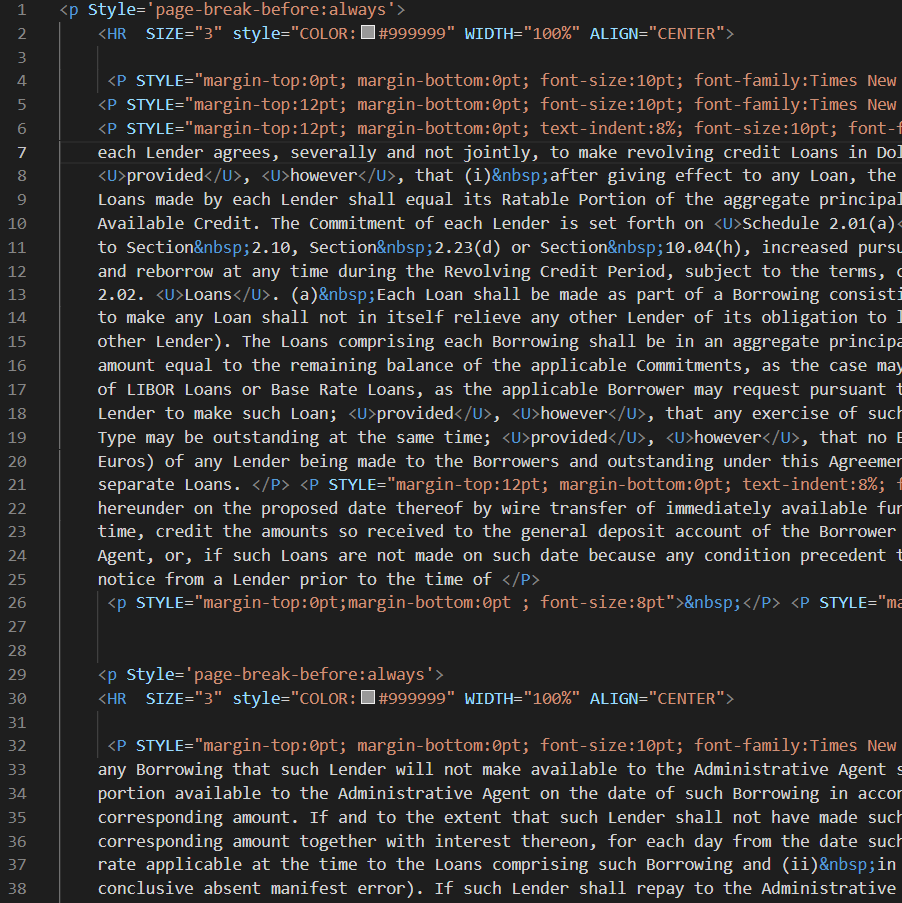 1 <p Style='page-break-before:always'>
2 <HR  SIZE="3" style="COLOR:#999999" WIDTH="100%" ALIGN="CENTER">
3
4 <P STYLE="margin-top:0pt; margin-bottom:0pt; font-size:10pt; font-family:Times New
5 <P STYLE="margin-top:12pt; margin-bottom:0pt; font-size:10pt; font-family:Times New
6 <P STYLE="margin-top:12pt; margin-bottom:0pt; text-indent:8%; font-size:10pt; font-f
7 each Lender agrees, severally and not jointly, to make revolving credit Loans in Dol
8 <U>provided</U>, <U>however</U>, that (i)&nbsp;after giving effect to any Loan, the
9 Loans made by each Lender shall equal its Ratable Portion of the aggregate principal
10 Available Credit. The Commitment of each Lender is set forth on <U>Schedule 2.01(a)<
11 to Section&nbsp;2.10, Section&nbsp;2.23(d) or Section&nbsp;10.04(h), increased pursu
12 and reborrow at any time during the Revolving Credit Period, subject to the terms, c
13 2.02. <U>Loans</U>. (a)&nbsp;Each Loan shall be made as part of a Borrowing consisti
14 to make any Loan shall not in itself relieve any other Lender of its obligation to l
15 other Lender). The Loans comprising each Borrowing shall be in an aggregate principa
16 amount equal to the remaining balance of the applicable Commitments, as the case may
17 of LIBOR Loans or Base Rate Loans, as the applicable Borrower may request pursuant t
18 Lender to make such Loan; <U>provided</U>, <U>however</U>, that any exercise of such
19 Type may be outstanding at the same time; <U>provided</U>, <U>however</U>, that no B
20 Euros) of any Lender being made to the Borrowers and outstanding under this Agreemen
21 separate Loans. </P> <P STYLE="margin-top:12pt; margin-bottom:0pt; text-indent:8%; f
22 hereunder on the proposed date thereof by wire transfer of immediately available fun
23 time, credit the amounts so received to the general deposit account of the Borrower
24 Agent, or, if such Loans are not made on such date because any condition precedent t
25 notice from a Lender prior to the time of </P>
26 <p STYLE="margin-top:0pt;margin-bottom:0pt ; font-size:8pt">&nbsp;</P> <P STYLE="ma
27
28
29 <p Style='page-break-before:always'>
30 <HR  SIZE="3" style="COLOR:#999999" WIDTH="100%" ALIGN="CENTER">
31
32 <P STYLE="margin-top:0pt; margin-bottom:0pt; font-size:10pt; font-family:Times New
33 any Borrowing that such Lender will not make available to the Administrative Agent s
34 portion available to the Administrative Agent on the date of such Borrowing in accor
35 corresponding amount. If and to the extent that such Lender shall not have made such
36 corresponding amount together with interest thereon, for each day from the date such
37 rate applicable at the time to the Loans comprising such Borrowing and (ii)&nbsp;in
38 conclusive absent manifest error). If such Lender shall repay to the Administrative